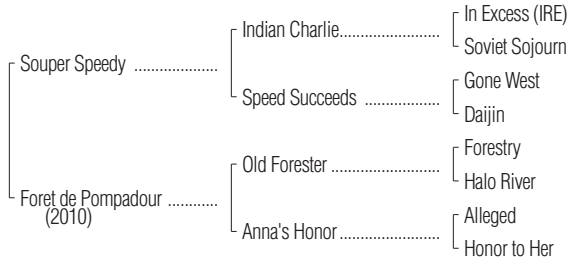 In Excess (IRE)
Indian Charlie..................
Soviet Sojourn
Souper Speedy ...............
Gone West
Speed Succeeds .............
Daijin
Forestry
Old Forester ...................
Halo River
Foret de Pompadour .........
(2010)
Alleged
Anna's Honor .................
Honor to Her